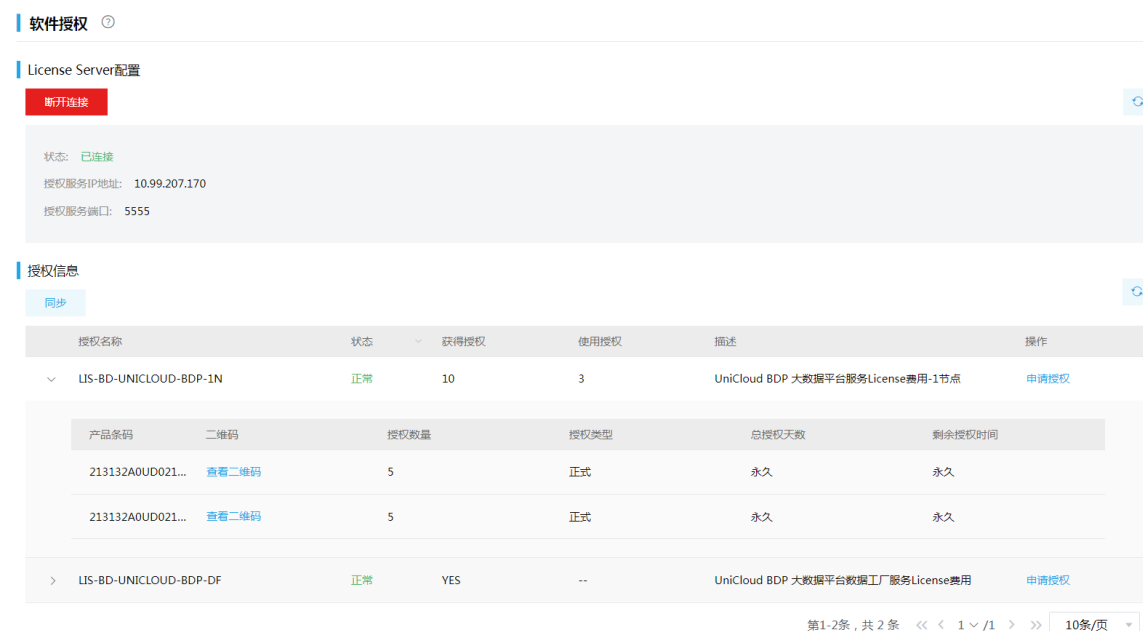 软件授权 ?
License Server配置
断开连接
状态: 已连接
授权服务IP地址: 10.99.207.170
授权服务端口: 5555
授权信息
同步
授权名称 状态 获得授权 使用授权 描述 操作
LIS-BD-UNICLOUD-BDP-1N 正常 10 3 UniCloud BDP 大数据平台服务License费用-1节点 申请授权
产品条码 二维码 授权数量 授权类型 总授权天数 剩余授权时间
213132A0UD021... 查看二维码 5 正式 永久 永久
213132A0UD021... 查看二维码 5 正式 永久 永久
LIS-BD-UNICLOUD-BDP-DF 正常 YES -- UniCloud BDP 大数据平台数据工厂服务License费用 申请授权
第1-2条，共 2 条 1 /1 10条/页